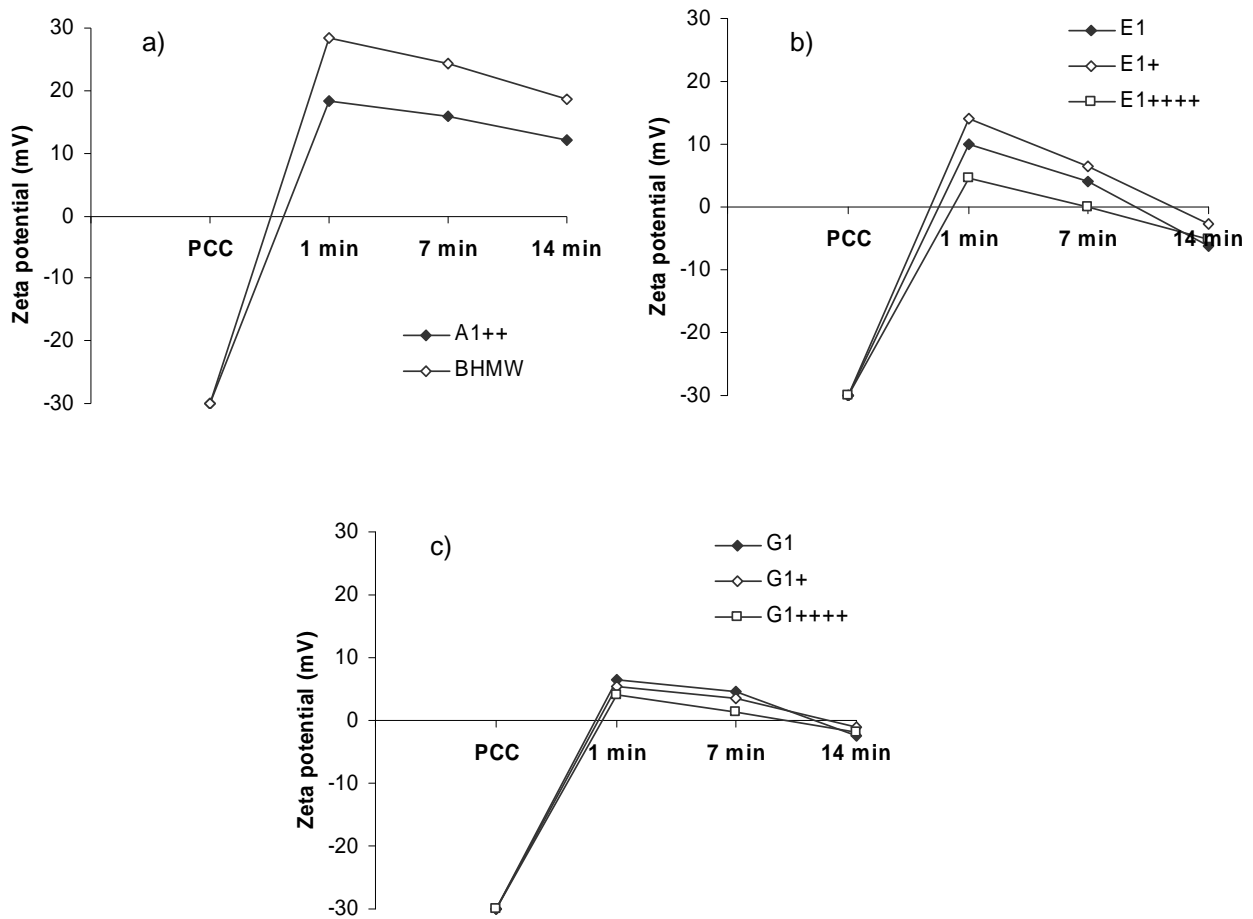 a)
30
20
10
0
-10
-20
-30
Zeta potential (mV)
PCC 1 min 7 min 14 min
A1++
BHMW
b)
30
20
10
0
-10
-20
-30
Zeta potential (mV)
E1
E1+
E1++++
PCC 1 min 7 min 14 min
c)
30
20
10
0
-10
-20
-30
Zeta potential (mV)
G1
G1+
G1++++
PCC 1 min 7 min 14 min